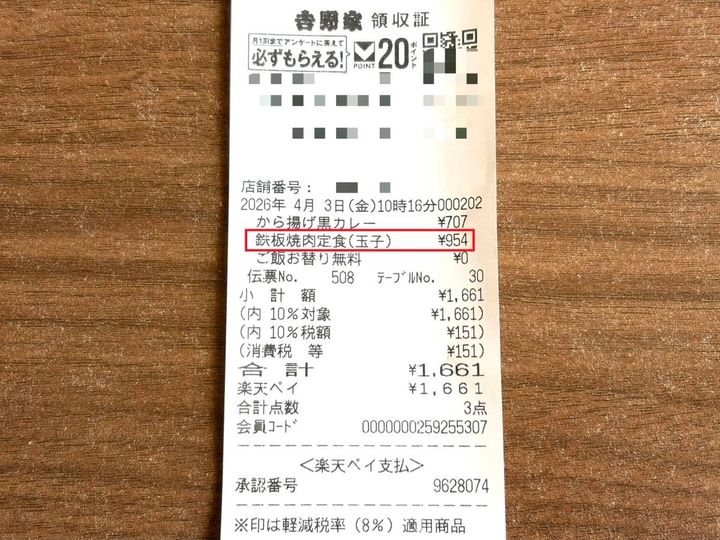 吉野家 領収証
月1回までアンケートに答えて
必ずもらえる! POINT 20 ポイント
店舗番号:
2026年 4月 3日(金)10時16分000202
から揚げ黒カレー ¥707
鉄板焼肉定食(玉子) ¥954
ご飯お替り無料 ¥0
伝票No. 508 テーブルNo. 30
小 計 額 ¥1,661
(内 10%対象 ¥1,661)
(内 10%税額 ¥151)
(消費税 等 ¥151)
合 計 ¥1,661
楽天ペイ ¥1,661
合計点数 3点
会員コード 0000000259255307
<楽天ペイ支払>
承認番号 9628074
※印は軽減税率(8%)適用商品